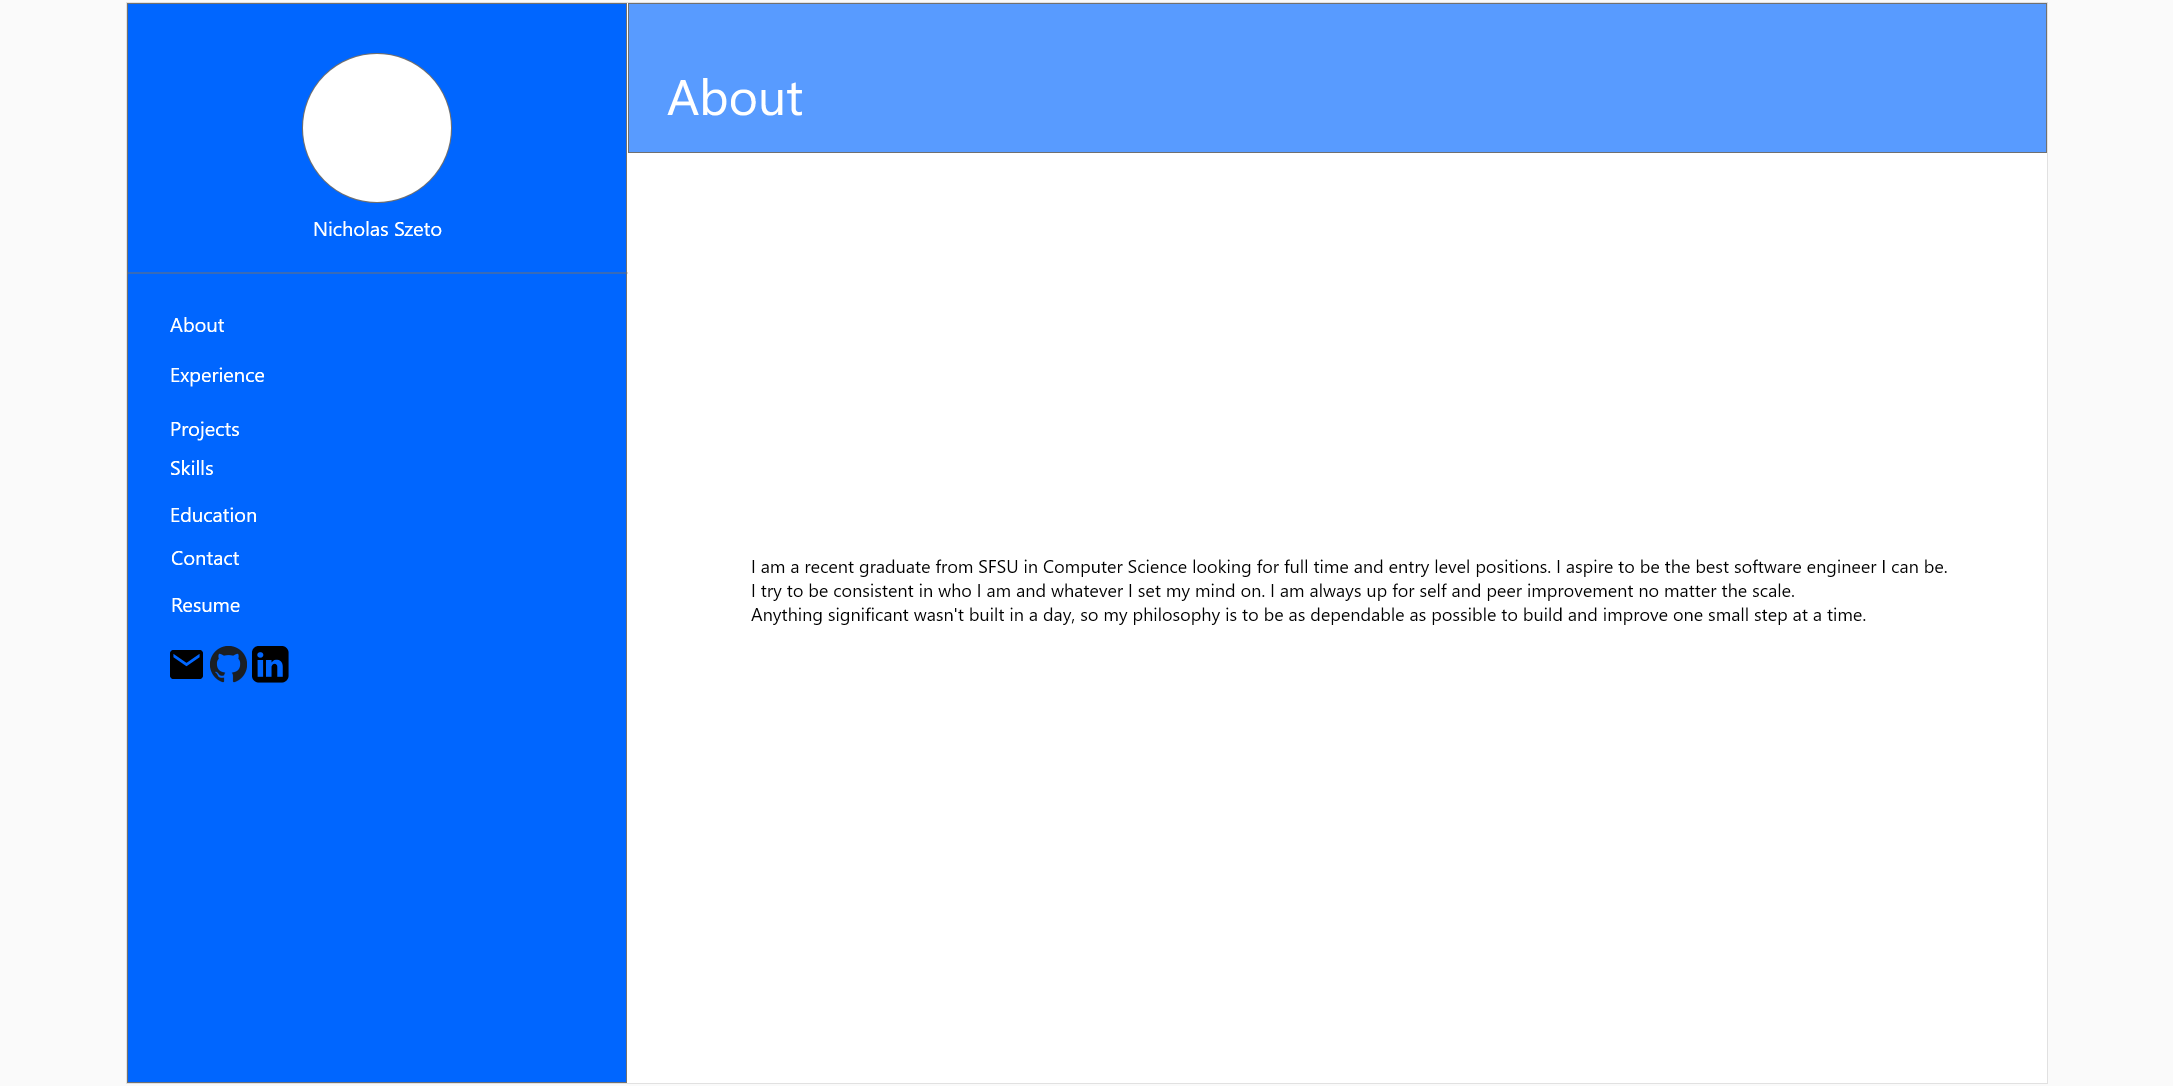 Nicholas Szeto
About
Experience
Projects
Skills
Education
Contact
Resume
in
About
I am a recent graduate from SFSU in Computer Science looking for full time and entry level positions. I aspire to be the best software engineer I can be.
I try to be consistent in who I am and whatever I set my mind on. I am always up for self and peer improvement no matter the scale.
Anything significant wasn't built in a day, so my philosophy is to be as dependable as possible to build and improve one small step at a time.